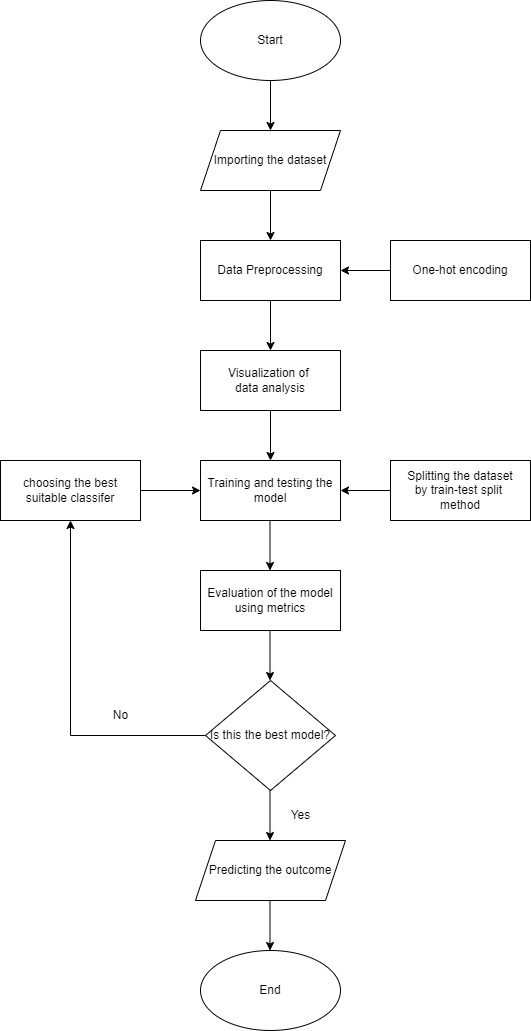 Start
Importing the dataset
Data Preprocessing
One-hot encoding
Visualization of
data analysis
choosing the best
suitable classifer
Training and testing the
model
Splitting the dataset
by train-test split
method
Evaluation of the model
using metrics
Is this the best model?
No
Yes
Predicting the outcome
End